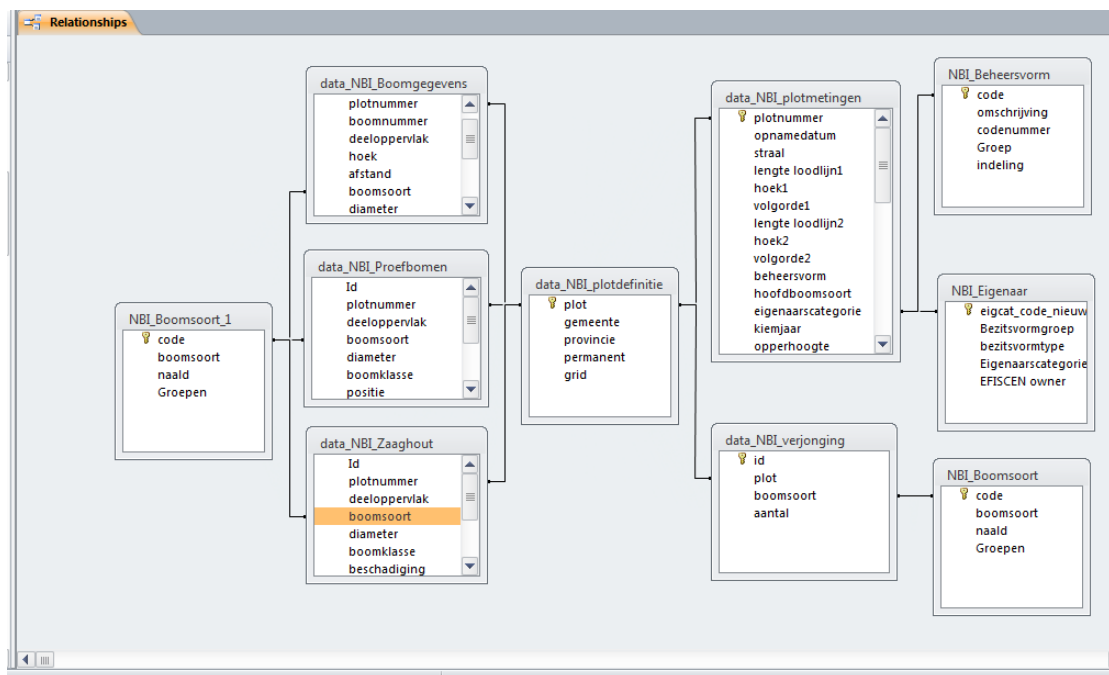 Relationships
data_NBI_Boomgegevens
plotnummer
boomnummer
deeloppervlak
hoek
afstand
boomsoort
diameter
data_NBI_Proefbomen
Id
plotnummer
deeloppervlak
boomsoort
diameter
boomklasse
positie
NBI_Boomsoort_1
code
boomsoort
naald
Groepen
data_NBI_Zaaghout
Id
plotnummer
deeloppervlak
boomsoort
diameter
boomklasse
beschadiging
data_NBI_plotdefinitie
plot
gemeente
provincie
permanent
grid
data_NBI_plotmetingen
plotnummer
opnamedatum
straal
lengte loodlijn1
hoek1
volgorde1
lengte loodlijn2
hoek2
volgorde2
beheersvorm
hoofdboomsoort
eigenaarscategorie
kiemjaar
opperhoogte
data_NBI_verjonging
id
plot
boomsoort
aantal
NBI_Beheersvorm
code
omschrijving
codenummer
Groep
indeling
NBI_Eigenaar
eigcat_code_nieuw
Bezitsvormgroep
bezitsvormtype
Eigenaarscategorie
EFISCEN owner
NBI_Boomsoort
code
boomsoort
naald
Groepen